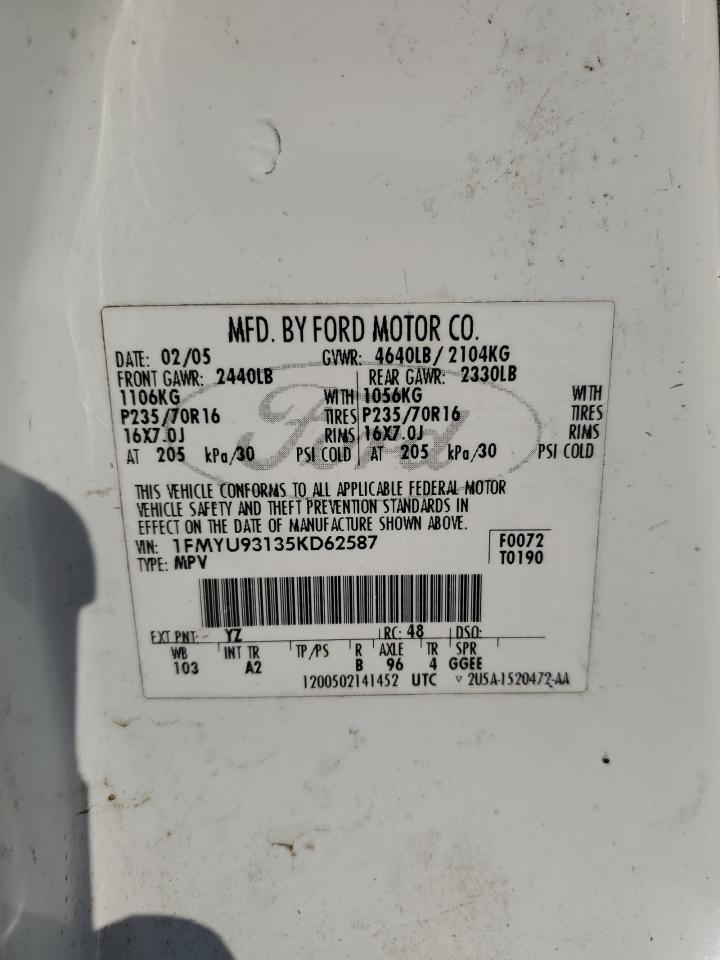 MFD. BY FORD MOTOR CO.
DATE: 02/05 GVWR: 4640LB/ 2104KG
FRONT GAWR: 2440LB REAR GAWR: 2330LB
1106KG WITH 1056KG WITH
P235/70R16 TIRES P235/70R16 TIRES
16X7.0J RIMS 16X7.0J RIMS
AT 205 kPa/30 PSI COLD AT 205 kPa/30 PSI COLD
Ford
THIS VEHICLE CONFORMS TO ALL APPLICABLE FEDERAL MOTOR
VEHICLE SAFETY AND THEFT PREVENTION STANDARDS IN
EFFECT ON THE DATE OF MANUFACTURE SHOWN ABOVE.
VIN: 1FMYU93135KD62587 F0072
TYPE: MPV T0190
EXT PNT: YZ RC: 48 DSO:
WB INT TR TP/PS R AXLE TR SPR
103 A2 B 96 4 GGEE
1200502141452 UTC ▽ 2U5A-1520472-AA